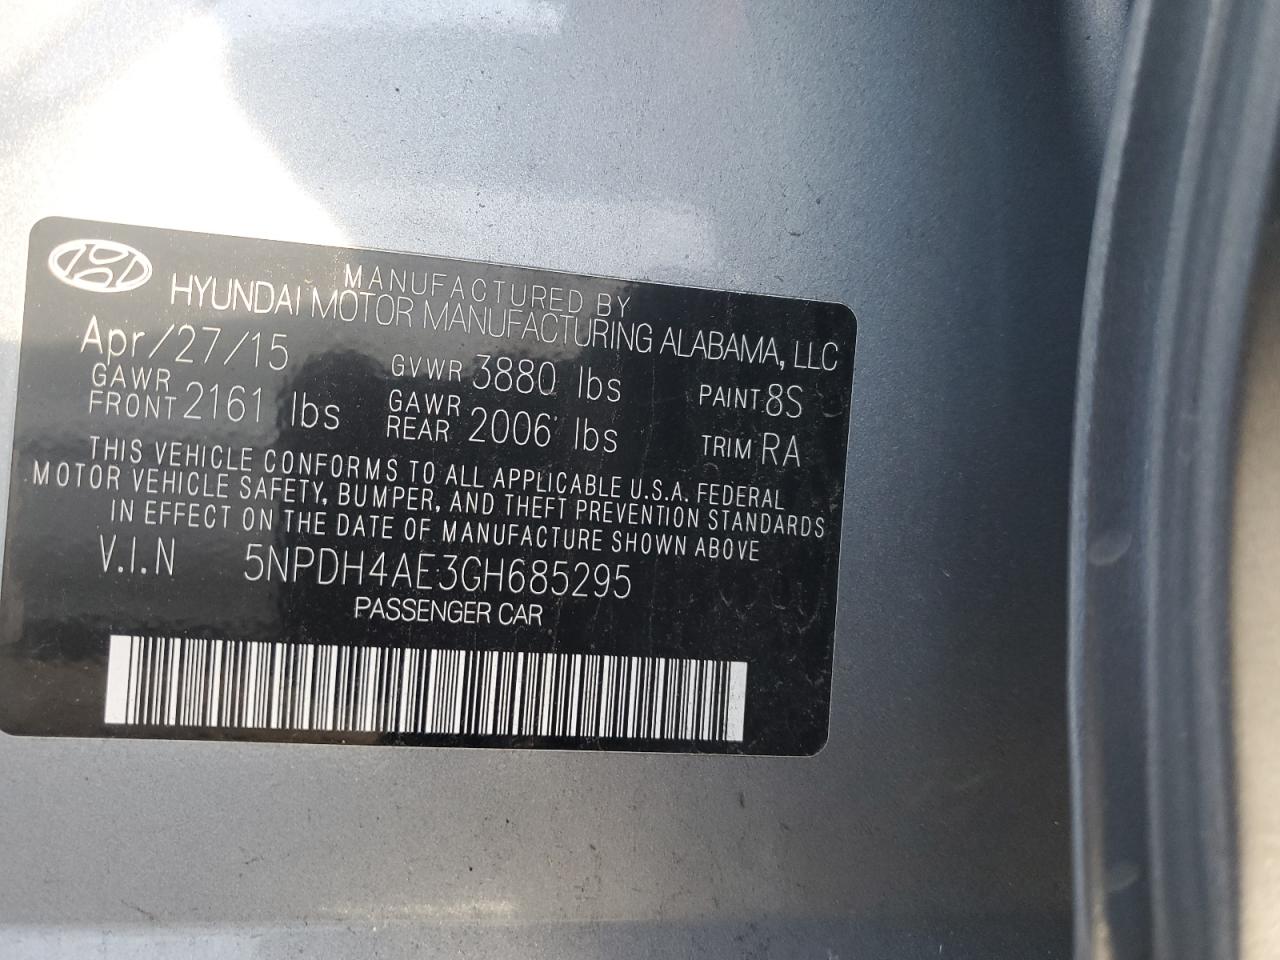 MANUFACTURED BY
HYUNDAI MOTOR MANUFACTURING ALABAMA, LLC
Apr/27/15 GVWR 3880 lbs PAINT 8S
GAWR FRONT 2161 lbs GAWR REAR 2006 lbs TRIM RA
THIS VEHICLE CONFORMS TO ALL APPLICABLE U.S.A. FEDERAL
MOTOR VEHICLE SAFETY, BUMPER, AND THEFT PREVENTION STANDARDS
IN EFFECT ON THE DATE OF MANUFACTURE SHOWN ABOVE
V.I.N 5NPDH4AE3GH685295
PASSENGER CAR